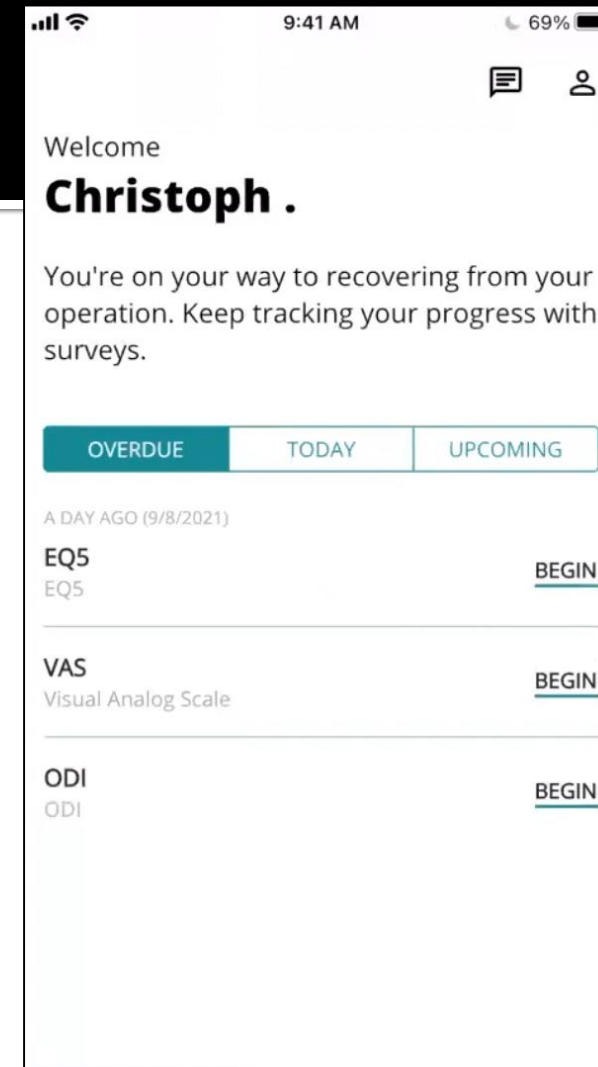 9:41 AM 69%
Welcome
Christoph .
You're on your way to recovering from your
operation. Keep tracking your progress with
surveys.
OVERDUE TODAY UPCOMING
A DAY AGO (9/8/2021)
EQ5 BEGIN
EQ5
VAS BEGIN
Visual Analog Scale
ODI BEGIN
ODI